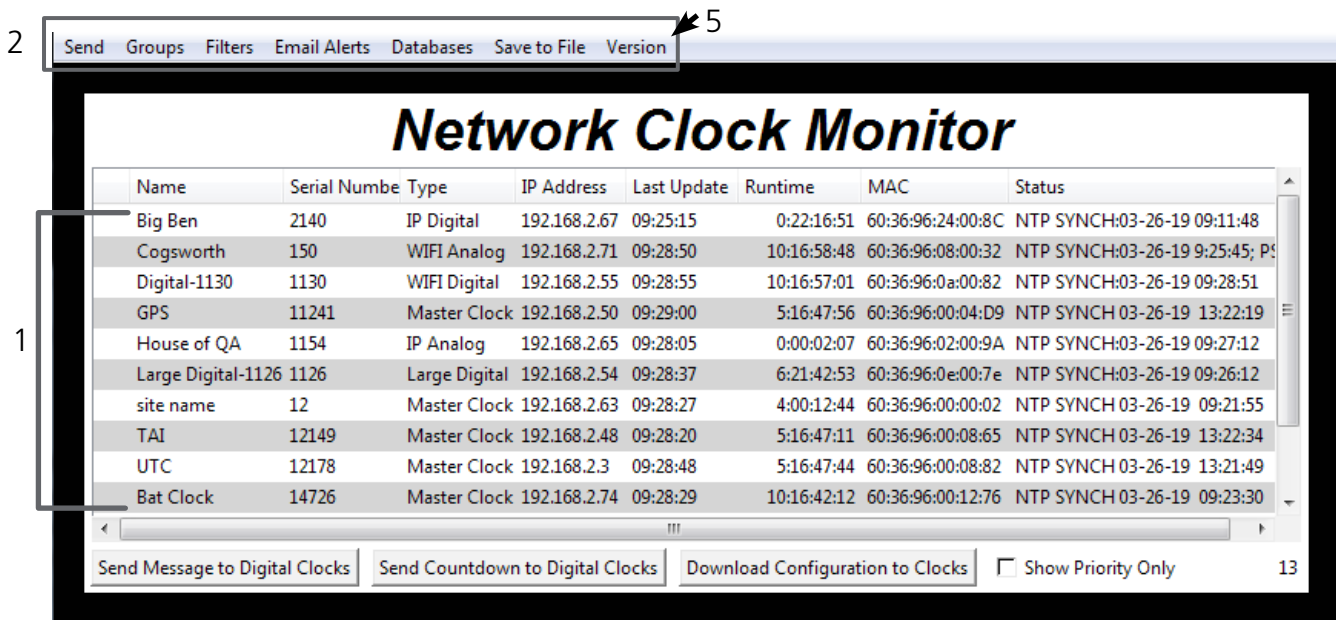 5
2
Send Groups Filters Email Alerts Databases Save to File Version
Network Clock Monitor
Name Serial Numbe Type IP Address Last Update Runtime MAC Status
Big Ben 2140 IP Digital 192.168.2.67 09:25:15 0:22:16:51 60:36:96:24:00:8C NTP SYNCH:03-26-19 09:11:48
Cogsworth 150 WIFI Analog 192.168.2.71 09:28:50 10:16:58:48 60:36:96:08:00:32 NTP SYNCH:03-26-19 9:25:45; PS
Digital-1130 1130 WIFI Digital 192.168.2.55 09:28:55 10:16:57:01 60:36:96:0a:00:82 NTP SYNCH:03-26-19 09:28:51
GPS 11241 Master Clock 192.168.2.50 09:29:00 5:16:47:56 60:36:96:00:04:D9 NTP SYNCH 03-26-19 13:22:19
1
House of QA 1154 IP Analog 192.168.2.65 09:28:05 0:00:02:07 60:36:96:02:00:9A NTP SYNCH:03-26-19 09:27:12
Large Digital-1126 1126 Large Digital 192.168.2.54 09:28:37 6:21:42:53 60:36:96:0e:00:7e NTP SYNCH:03-26-19 09:26:12
site name 12 Master Clock 192.168.2.63 09:28:27 4:00:12:44 60:36:96:00:00:02 NTP SYNCH 03-26-19 09:21:55
TAI 12149 Master Clock 192.168.2.48 09:28:20 5:16:47:11 60:36:96:00:08:65 NTP SYNCH 03-26-19 13:22:34
UTC 12178 Master Clock 192.168.2.3 09:28:48 5:16:47:44 60:36:96:00:08:82 NTP SYNCH 03-26-19 13:21:49
Bat Clock 14726 Master Clock 192.168.2.74 09:28:29 10:16:42:12 60:36:96:00:12:76 NTP SYNCH 03-26-19 09:23:30
Send Message to Digital Clocks Send Countdown to Digital Clocks Download Configuration to Clocks Show Priority Only 13